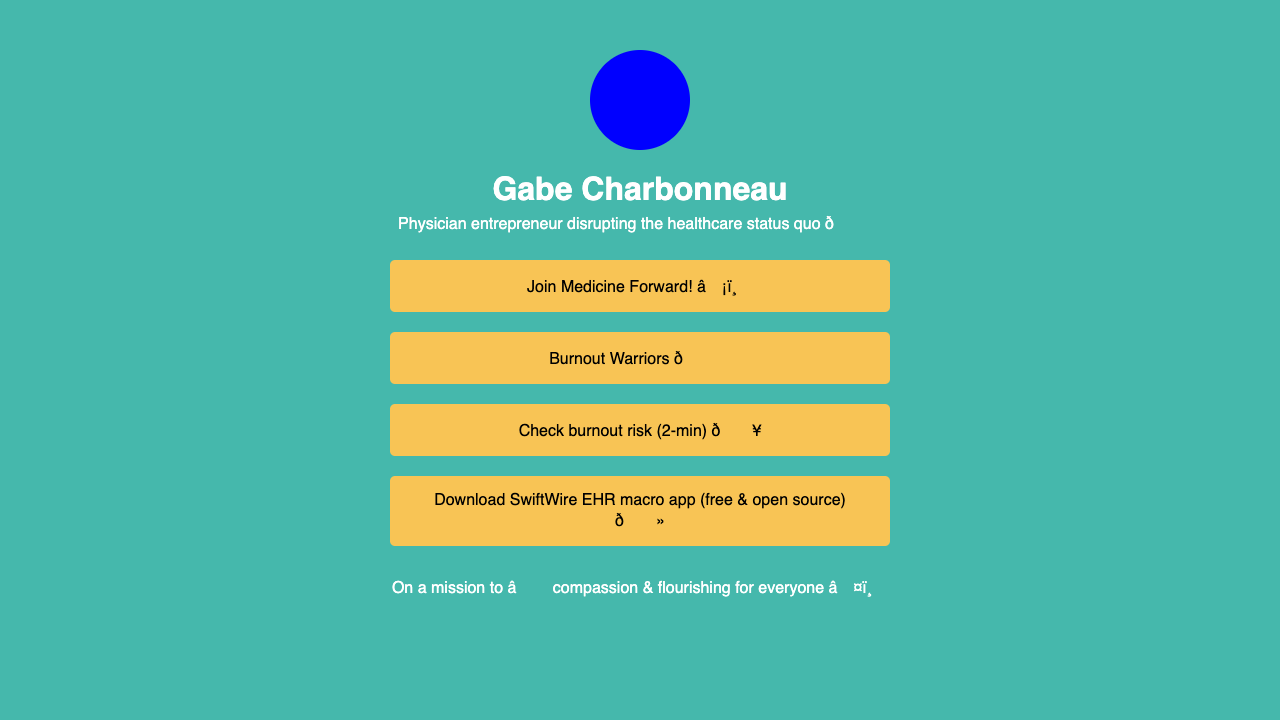 Gabe Charbonneau
Physician entrepreneur disrupting the healthcare status quo ð
Join Medicine Forward! â ¡ï¸
Burnout Warriors ð
Check burnout risk (2-min) ð ¥
Download SwiftWire EHR macro app (free & open source)
ð »
On a mission to â compassion & flourishing for everyone â ¤ï¸